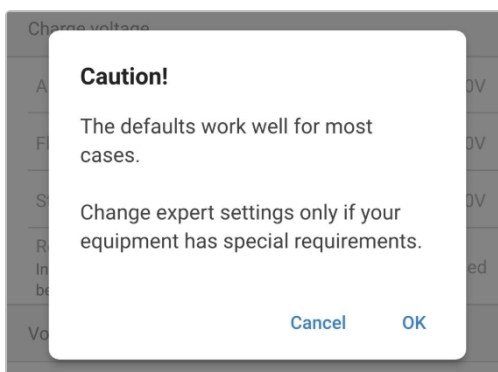 Charge voltage
Caution!
The defaults work well for most
cases.
Change expert settings only if your
equipment has special requirements.
Cancel OK